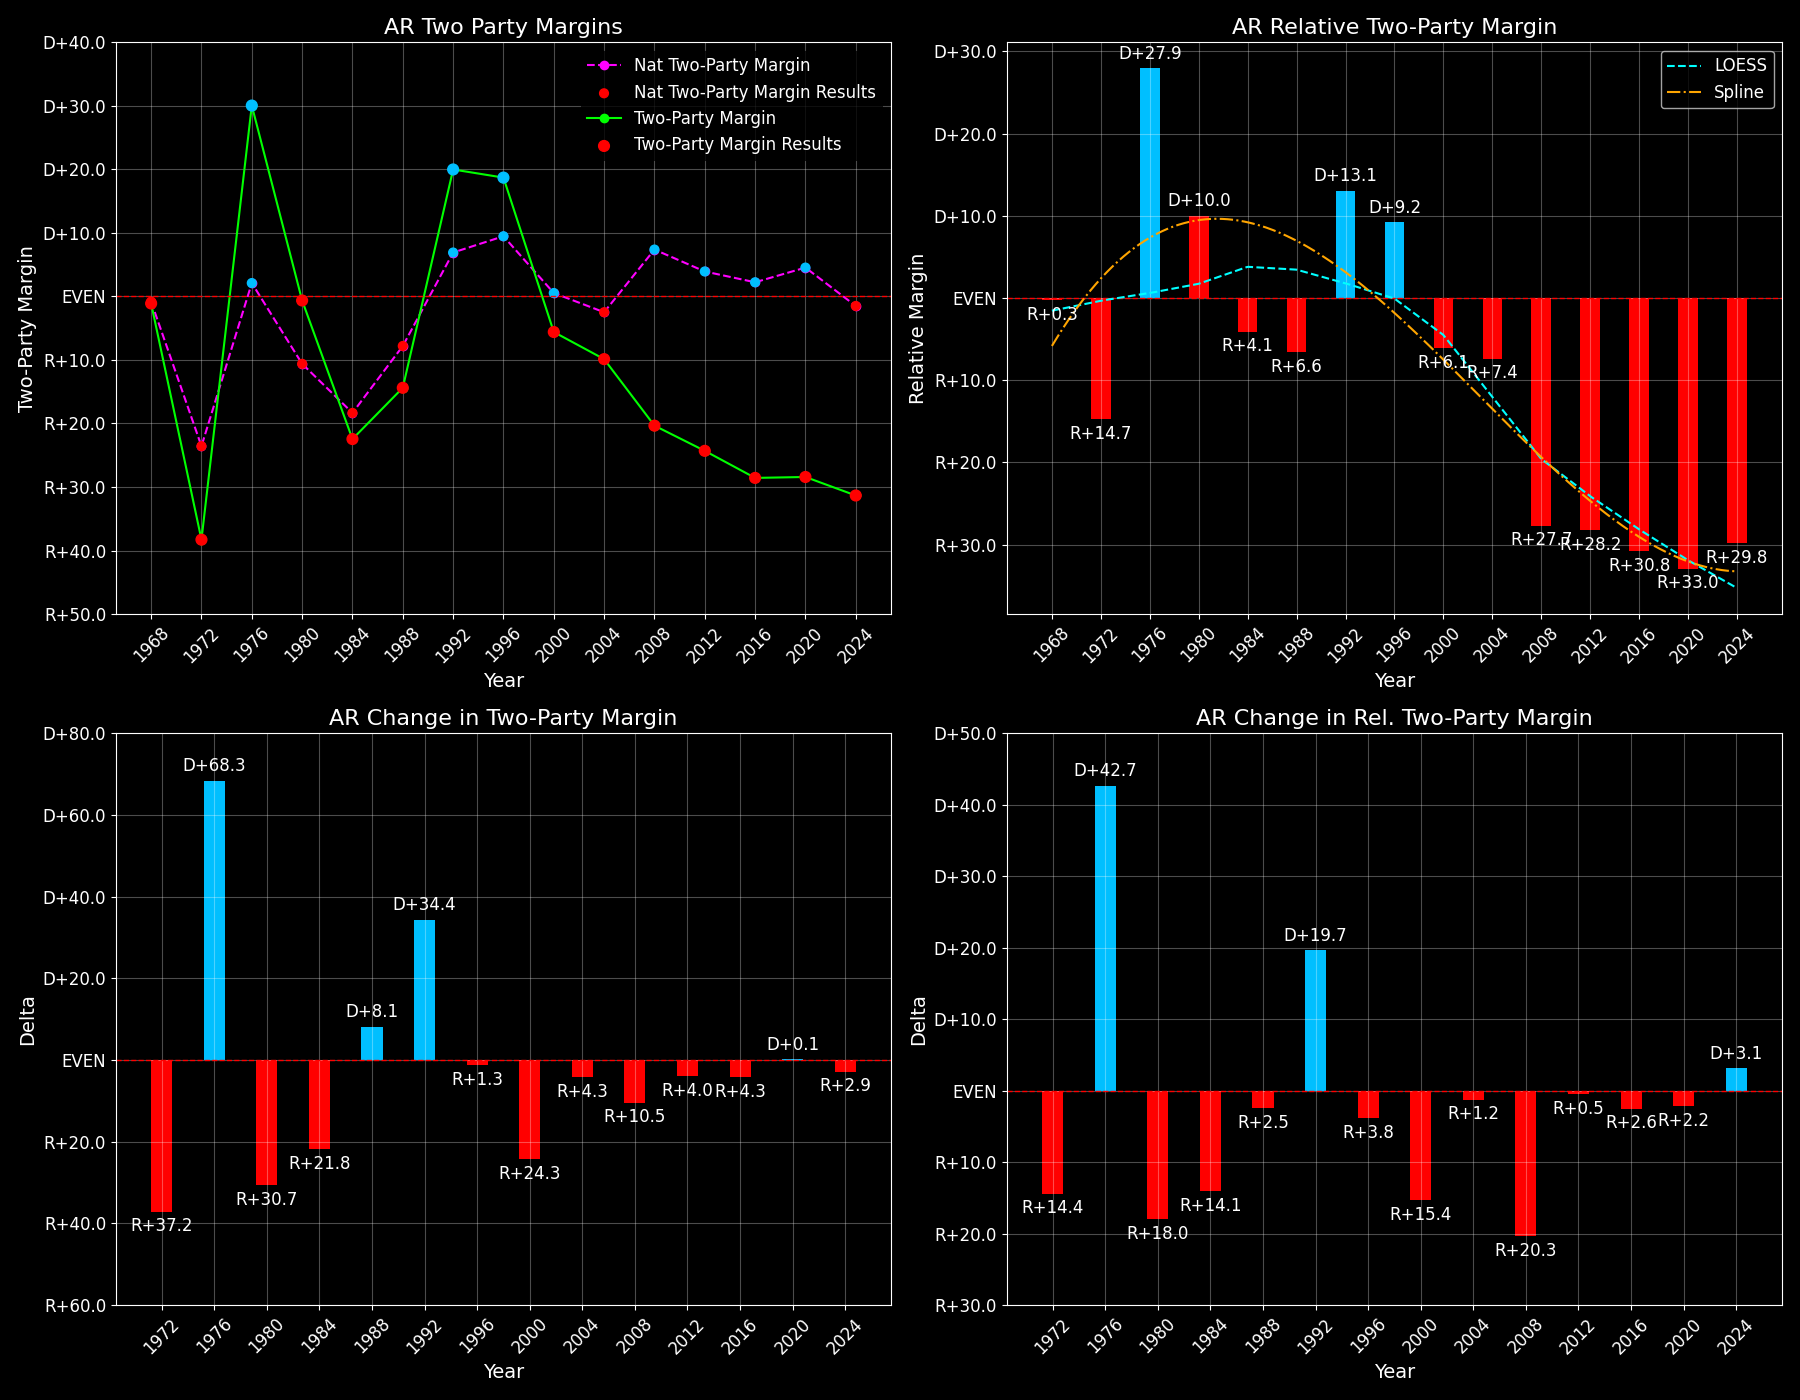 AR Two Party Margins
D+40.0
D+30.0
D+20.0
D+10.0
EVEN
R+10.0
R+20.0
R+30.0
R+40.0
R+50.0
Two-Party Margin
Nat Two-Party Margin
Nat Two-Party Margin Results
Two-Party Margin
Two-Party Margin Results
1968
1972
1976
1980
1984
1988
1992
1996
2000
2004
2008
2012
2016
2020
2024
Year
AR Relative Two-Party Margin
D+30.0
D+20.0
D+10.0
EVEN
R+10.0
R+20.0
R+30.0
Relative Margin
LOESS
Spline
R+0.3
R+14.7
D+27.9
D+10.0
R+4.1
R+6.6
D+13.1
D+9.2
R+6.1
R+7.4
R+27.7
R+28.2
R+30.8
R+33.0
R+29.8
1968
1972
1976
1980
1984
1988
1992
1996
2000
2004
2008
2012
2016
2020
2024
Year
AR Change in Two-Party Margin
D+80.0
D+60.0
D+40.0
D+20.0
EVEN
R+20.0
R+40.0
R+60.0
Delta
R+37.2
D+68.3
R+30.7
R+21.8
D+8.1
D+34.4
R+1.3
R+24.3
R+4.3
R+10.5
R+4.0
R+4.3
D+0.1
R+2.9
1972
1976
1980
1984
1988
1992
1996
2000
2004
2008
2012
2016
2020
2024
Year
AR Change in Rel. Two-Party Margin
D+50.0
D+40.0
D+30.0
D+20.0
D+10.0
EVEN
R+10.0
R+20.0
R+30.0
Delta
R+14.4
D+42.7
R+18.0
R+14.1
R+2.5
D+19.7
R+3.8
R+15.4
R+1.2
R+20.3
R+0.5
R+2.6
R+2.2
D+3.1
1972
1976
1980
1984
1988
1992
1996
2000
2004
2008
2012
2016
2020
2024
Year